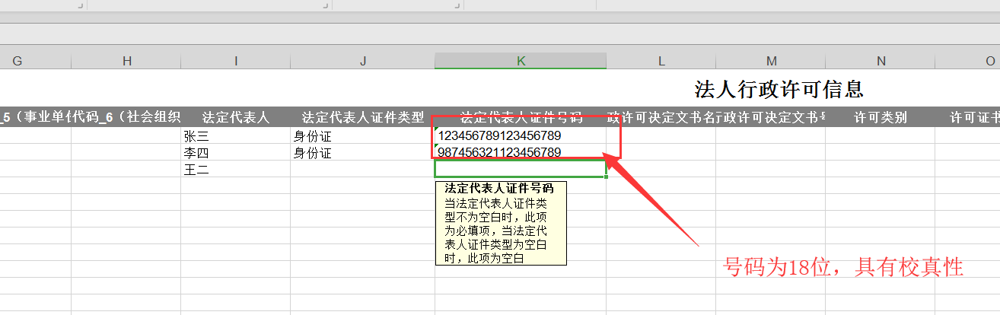 G H I J K L M N O
法人行政许可信息
_5（事业单位 代码_6（社会组织 法定代表人 法定代表人证件类型 法定代表人证件号码 政许可决定文书名 行政许可决定文书号 许可类别 许可证书
张三 身份证 123456789123456789
李四 身份证 987456321123456789
王二
法定代表人证件号码
当法定代表人证件类
型不为空白时，此项
为必填项，当法定代
表人证件类型为空白
时，此项为空白
号码为18位，具有校真性